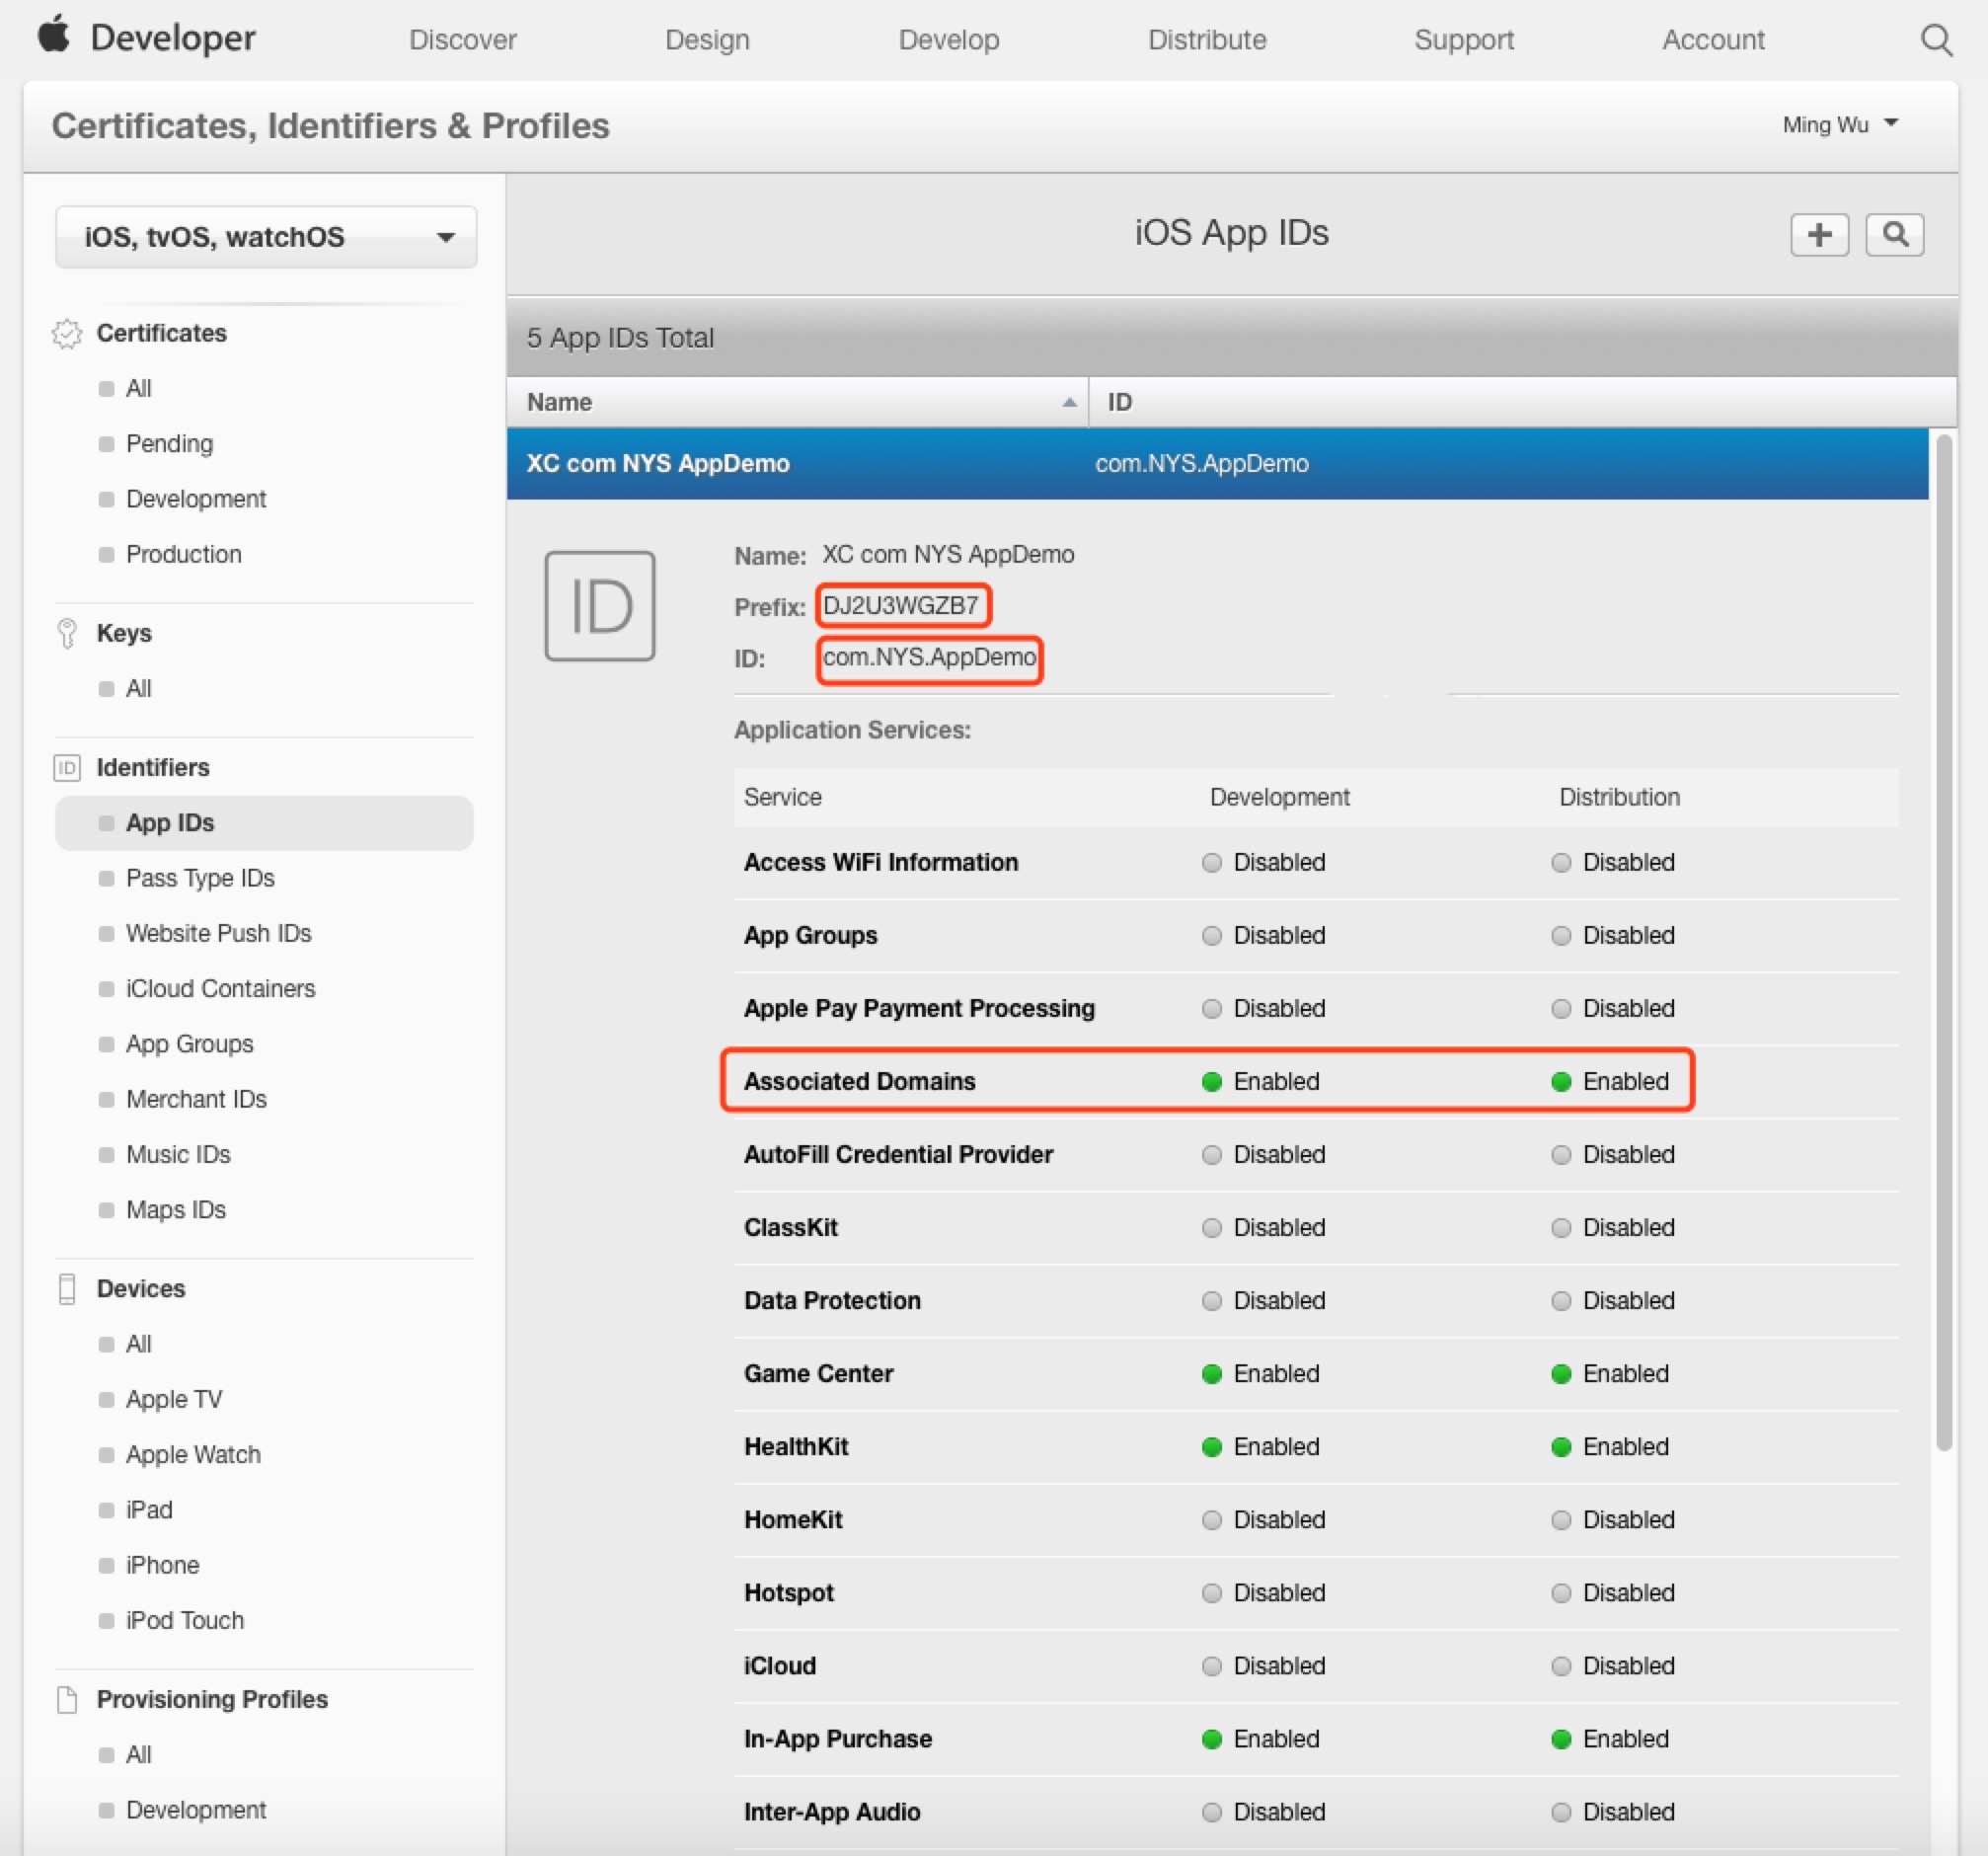 Developer Discover Design Develop Distribute Support Account
Certificates, Identifiers & Profiles
Ming Wu
iOS, tvOS, watchOS
Certificates
All
Pending
Development
Production
Keys
All
ID Identifiers
App IDs
Pass Type IDs
Website Push IDs
iCloud Containers
App Groups
Merchant IDs
Music IDs
Maps IDs
Devices
All
Apple TV
Apple Watch
iPad
iPhone
iPod Touch
Provisioning Profiles
All
Development
iOS App IDs
5 App IDs Total
Name ID
XC com NYS AppDemo com.NYS.AppDemo
ID
Name: XC com NYS AppDemo
Prefix: DJ2U3WGZB7
ID: com.NYS.AppDemo
Application Services:
Service Development Distribution
Access WiFi Information Disabled Disabled
App Groups Disabled Disabled
Apple Pay Payment Processing Disabled Disabled
Associated Domains Enabled Enabled
AutoFill Credential Provider Disabled Disabled
ClassKit Disabled Disabled
Data Protection Disabled Disabled
Game Center Enabled Enabled
HealthKit Enabled Enabled
HomeKit Disabled Disabled
Hotspot Disabled Disabled
iCloud Disabled Disabled
In-App Purchase Enabled Enabled
Inter-App Audio Disabled Disabled